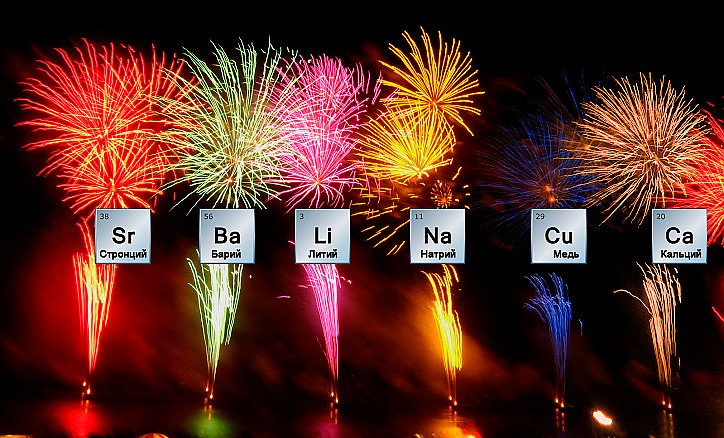 38
Sr
Стронций
56
Ba
Барий
3
Li
Литий
11
Na
Натрий
29
Cu
Медь
20
Ca
Кальций